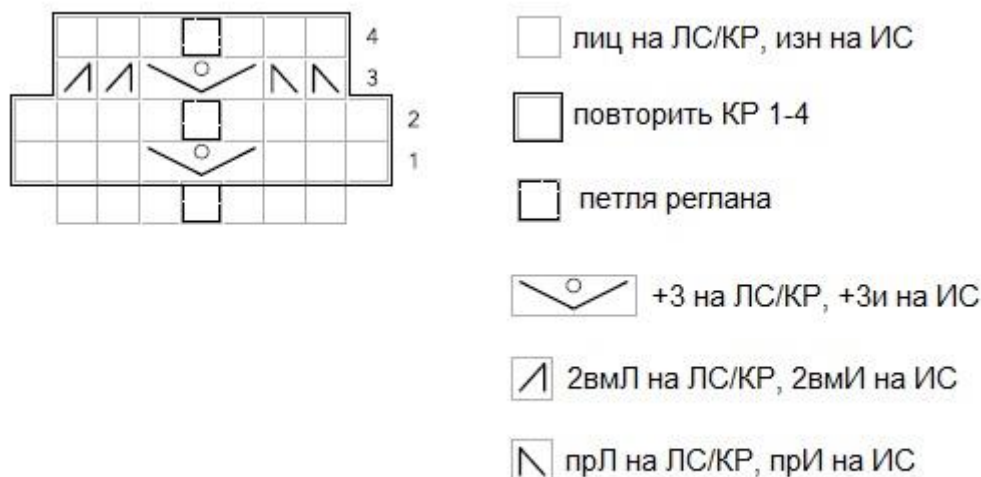 4
3
2
1
лиц на ЛС/КР, изн на ИС
повторить КР 1-4
петля реглана
+3 на ЛС/КР, +3и на ИС
2вмЛ на ЛС/КР, 2вмИ на ИС
прЛ на ЛС/КР, прИ на ИС